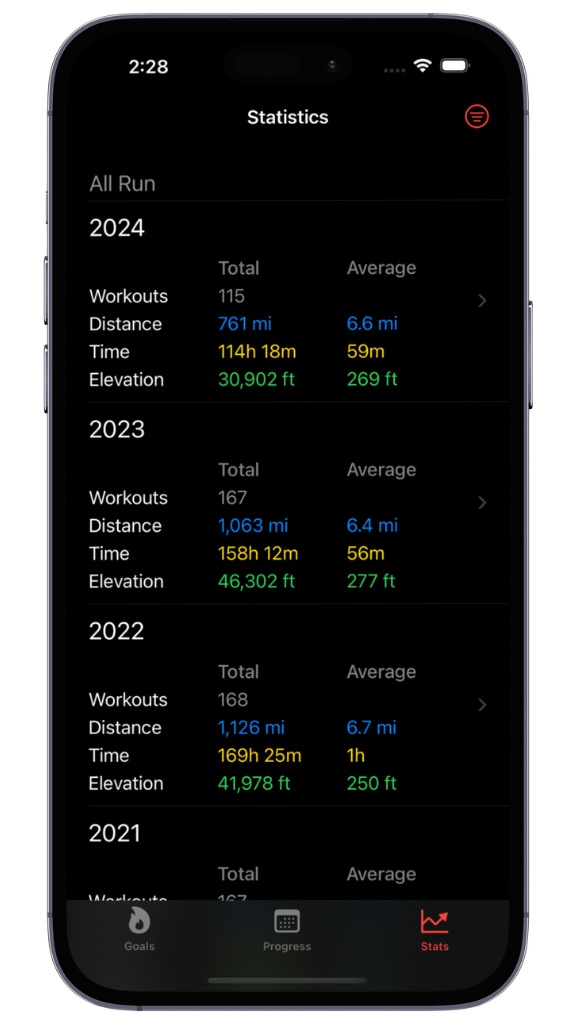 2:28
Statistics
All Run
2024
Total Average
Workouts 115
Distance 761 mi 6.6 mi
Time 114h 18m 59m
Elevation 30,902 ft 269 ft
2023
Total Average
Workouts 167
Distance 1,063 mi 6.4 mi
Time 158h 12m 56m
Elevation 46,302 ft 277 ft
2022
Total Average
Workouts 168
Distance 1,126 mi 6.7 mi
Time 169h 25m 1h
Elevation 41,978 ft 250 ft
2021
Total Average
Workouts 167
Goals Progress Stats